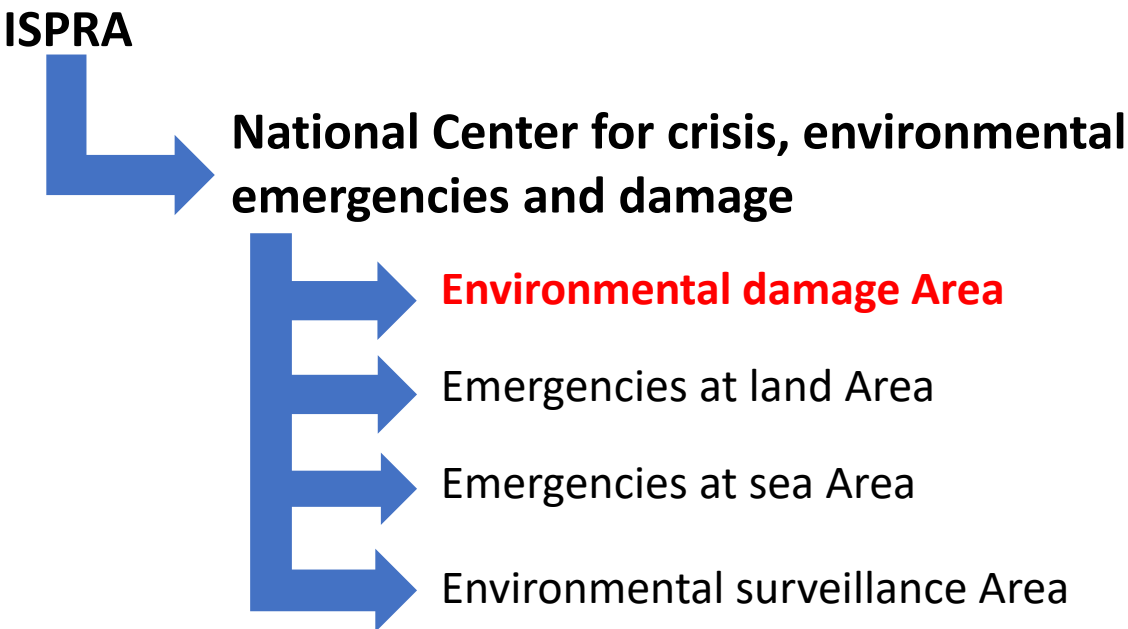 ISPRA
National Center for crisis, environmental
emergencies and damage
Environmental damage Area
Emergencies at land Area
Emergencies at sea Area
Environmental surveillance Area